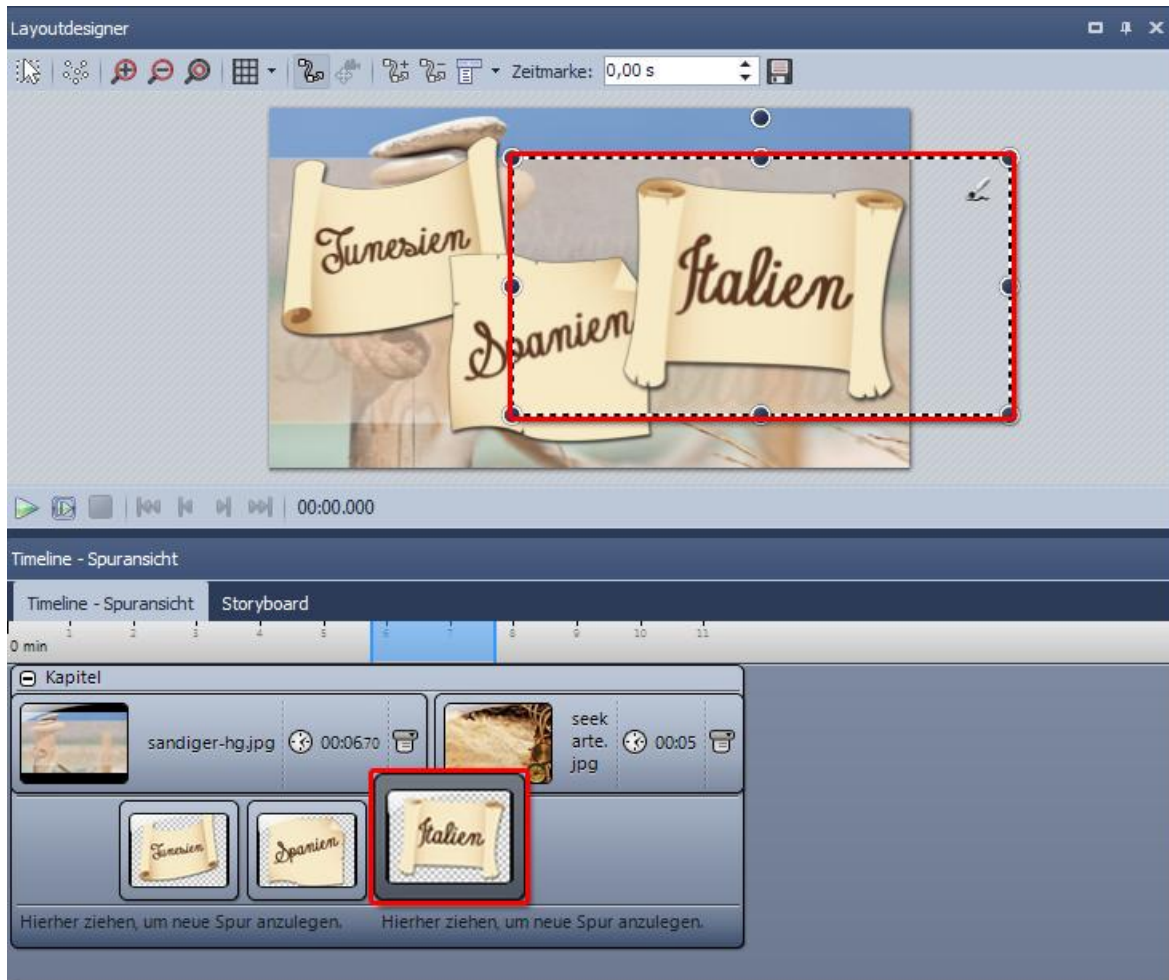 Layoutdesigner
Zeitmarke: 0,00 s
Tunesien
Italien
Spanien
00:00.000
Timeline - Spuransicht
Timeline - Spuransicht Storyboard
0 min 1 2 3 4 5 6 7 8 9 10 11
Kapitel
sandiger-hg.jpg 00:06.70
seek
arte.
jpg
00:05
Tunesien Spanien Italien
Hierher ziehen, um neue Spur anzulegen. Hierher ziehen, um neue Spur anzulegen.